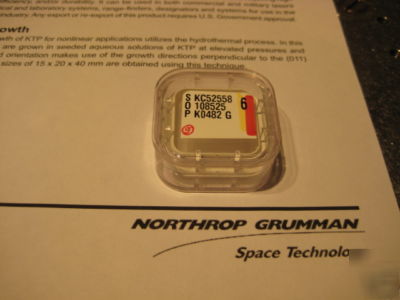 efficiency, and/or durability. It can be used in both commercial and military
and laboratory systems, range-finders, designators and systems for use in the
industry. Any export or re-export of this product requires U.S. Government approval.
owth
wth of KTP for nonlinear applications utilizes the hydrothermal process. In this
are grown in seeded aqueous solutions of KTP at elevated pressures and
d orientation makes use of the growth directions perpendicular to the (011)
sizes of 15 x 20 x 40 mm are obtained using this technique.
S KC52558
O 108525
P K0482 G
6
NORTHROP GRUMMAN
Space Technolo